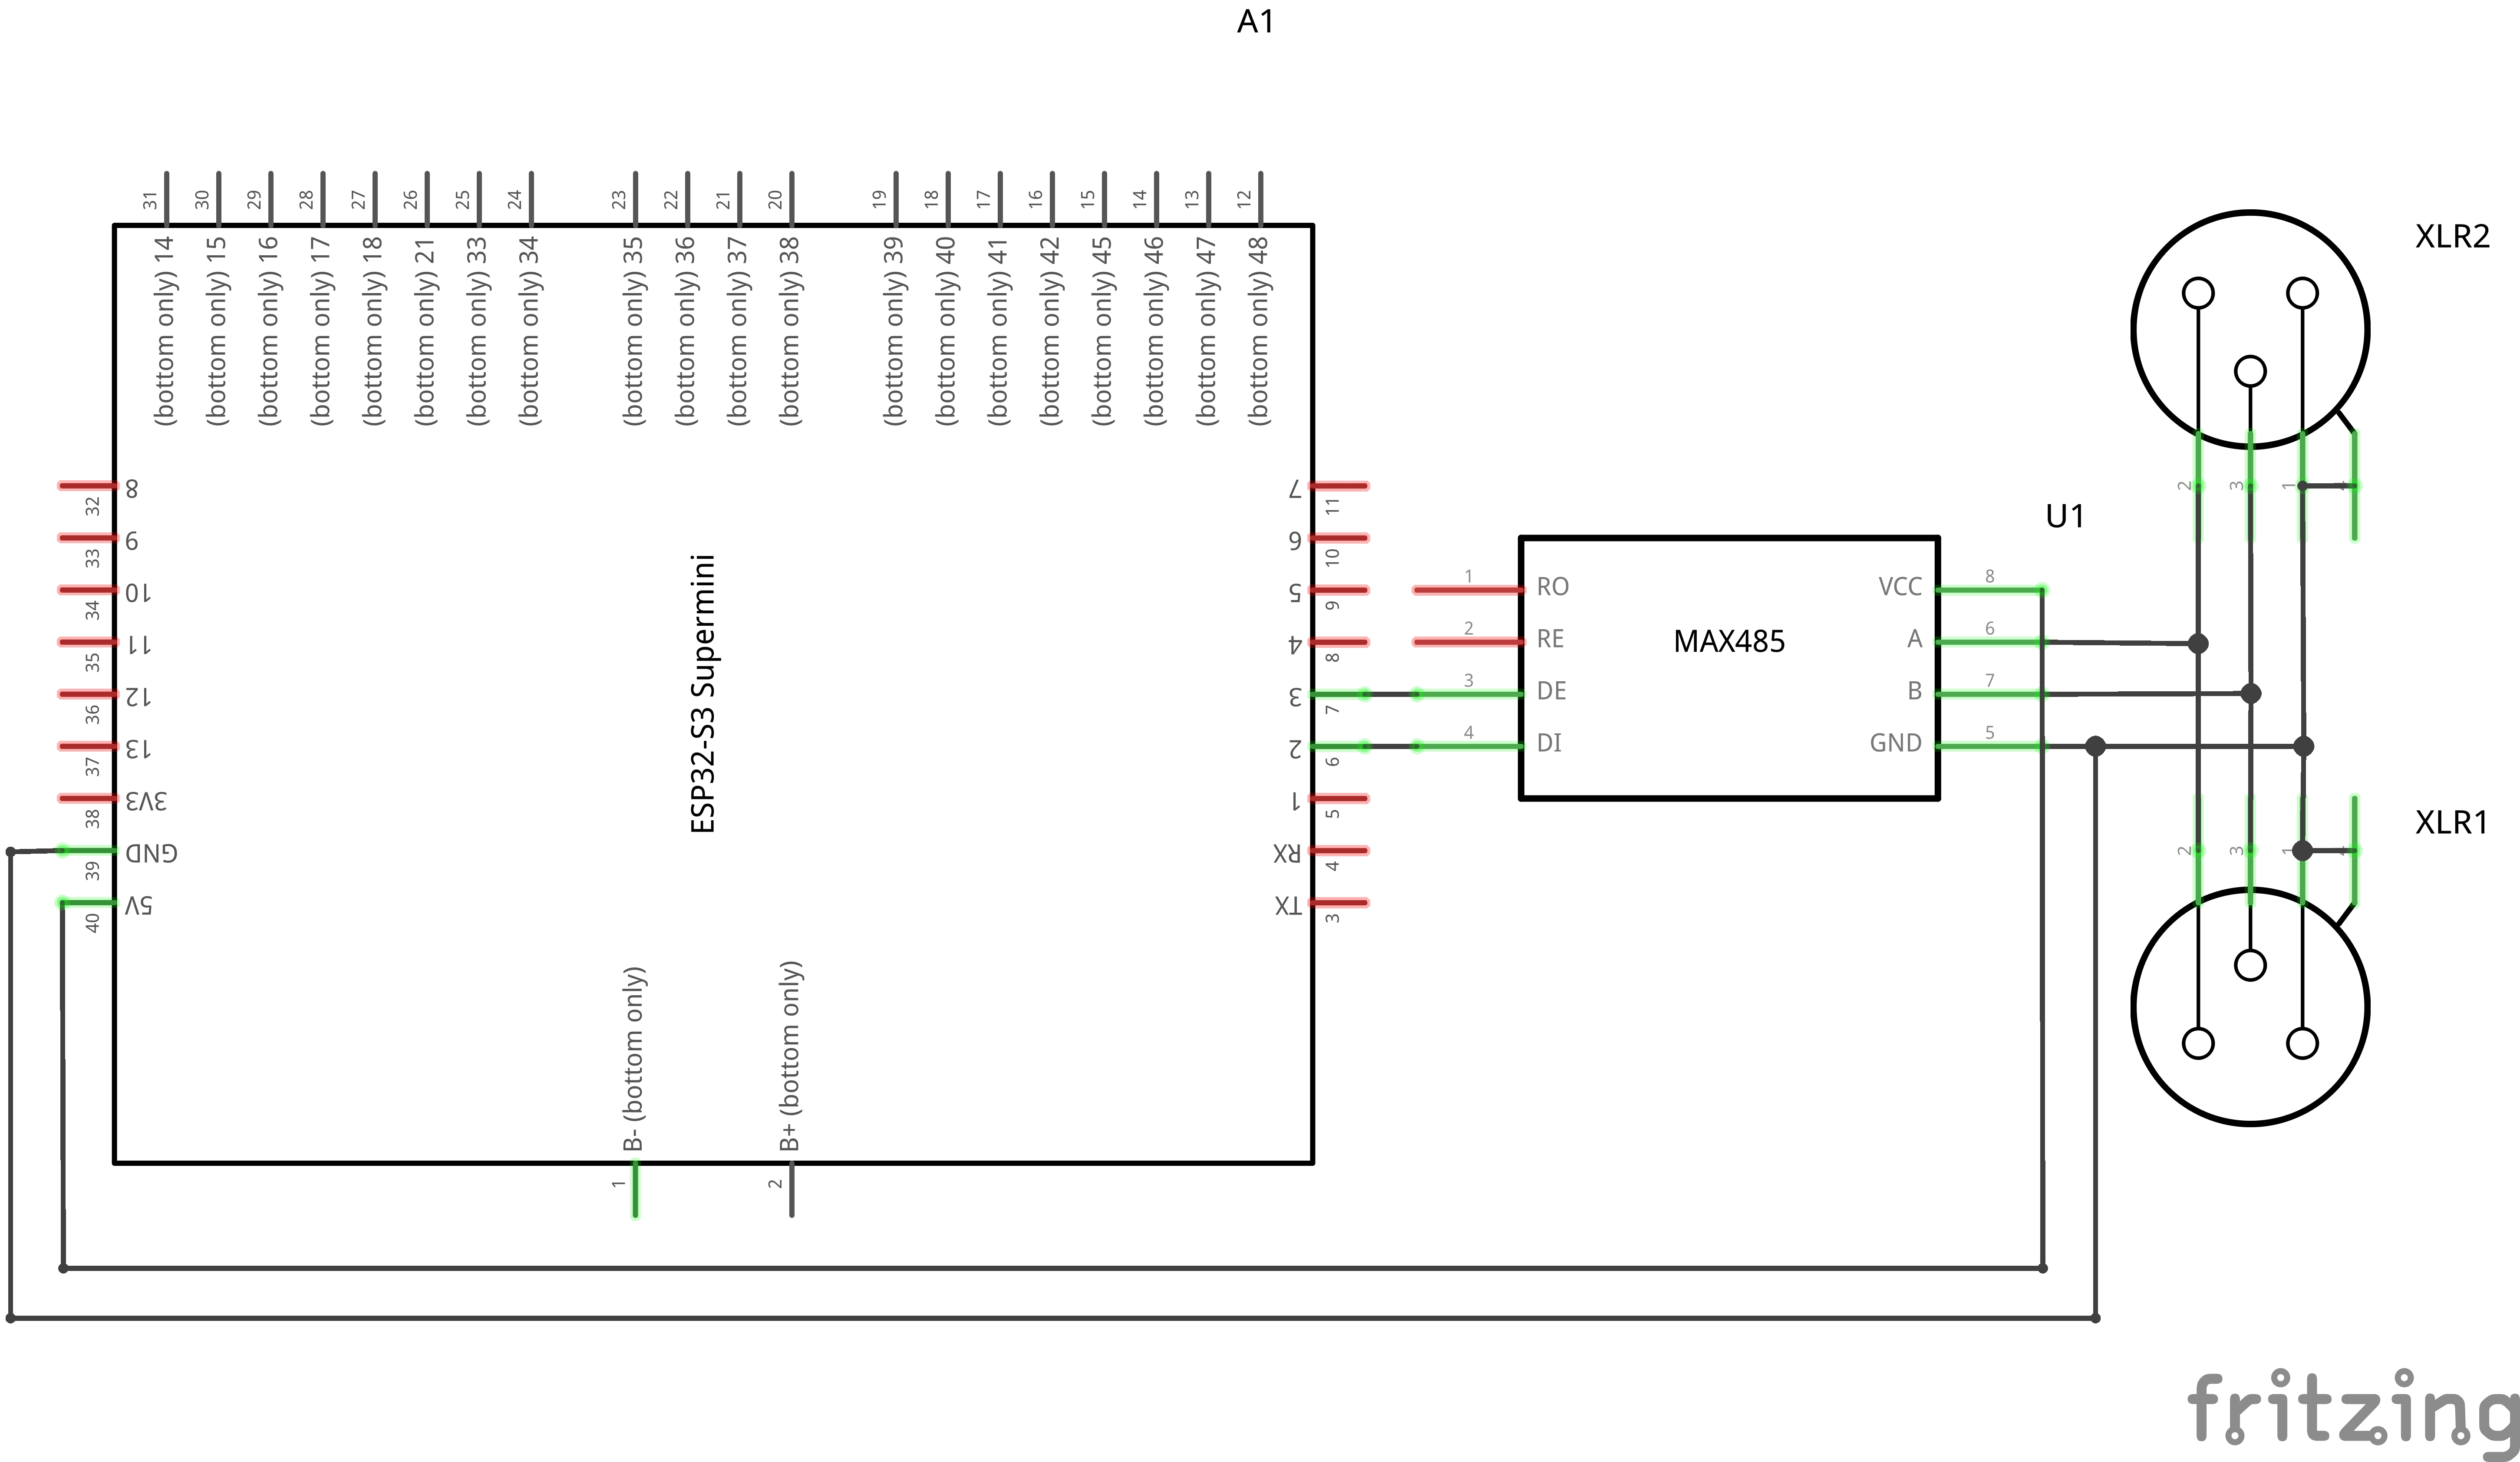 A1
31 30 29 28 27 26 25 24 23 22 21 20 19 18 17 16 15 14 13 12
(bottom only) 14
(bottom only) 15
(bottom only) 16
(bottom only) 17
(bottom only) 18
(bottom only) 21
(bottom only) 33
(bottom only) 34
(bottom only) 35
(bottom only) 36
(bottom only) 37
(bottom only) 38
(bottom only) 39
(bottom only) 40
(bottom only) 41
(bottom only) 42
(bottom only) 45
(bottom only) 46
(bottom only) 47
(bottom only) 48
8 32
9 33
10 34
11 35
12 36
13 37
3V3 38
GND 39
5V 40
ESP32-S3 Supermini
7 11
6 10
5 9
4 8
3 7
2 6
1 5
RX 4
TX 3
B- (bottom only)
1
B+ (bottom only)
2
U1
MAX485
1 RO
2 RE
3 DE
4 DI
VCC 8
A 6
B 7
GND 5
XLR2
2 3 1
XLR1
2 3 1
fritzing